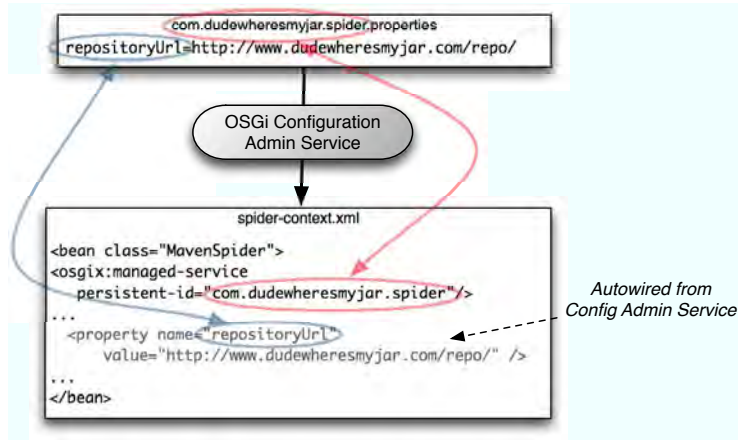 com.dudewheresmyjar.spider.properties
repositoryUrl=http://www.dudewheresmyjar.com/repo/
OSGi Configuration
Admin Service
spider-context.xml
<bean class="MavenSpider">
<osgix:managed-service
persistent-id="com.dudewheresmyjar.spider"/>
...
<property name="repositoryUrl"
value="http://www.dudewheresmyjar.com/repo/" />
...
</bean>
Autowired from
Config Admin Service